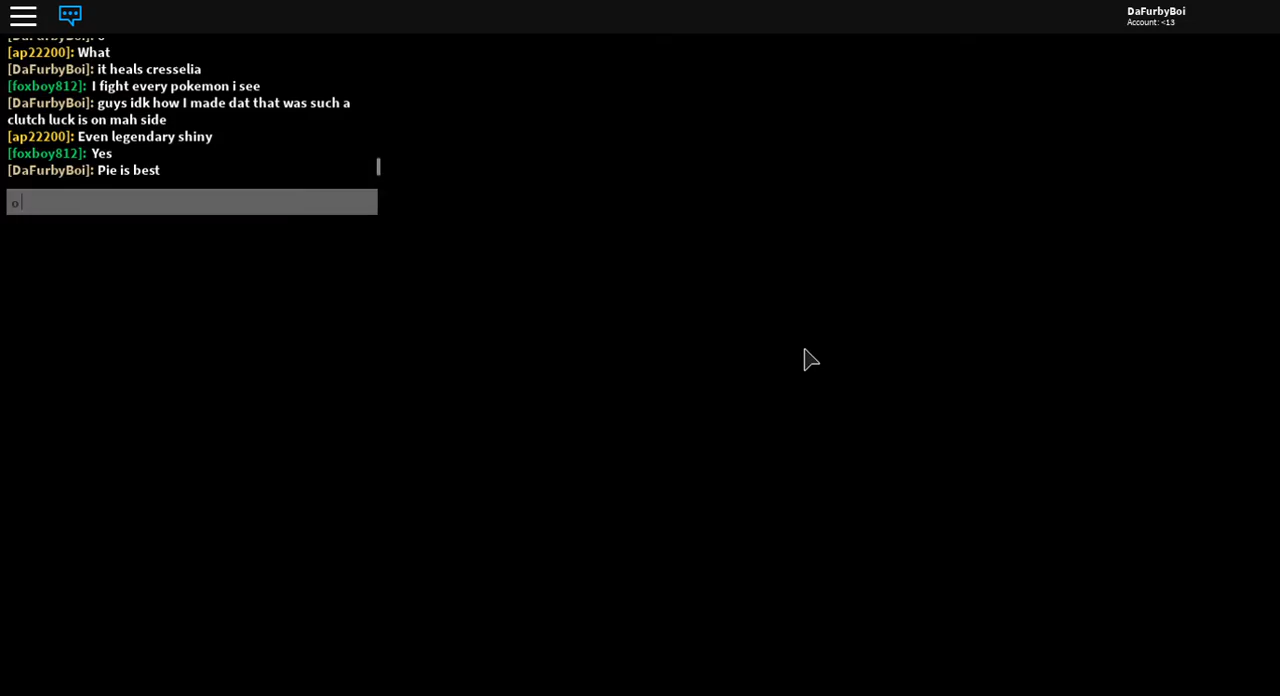 DaFurbyBoi
Account: <13
[DaFurbyBoi]: o
[ap22200]: What
[DaFurbyBoi]: it heals cresselia
[foxboy812]: I fight every pokemon i see
[DaFurbyBoi]: guys idk how I made dat that was such a
clutch luck is on mah side
[ap22200]: Even legendary shiny
[foxboy812]: Yes
[DaFurbyBoi]: Pie is best
o